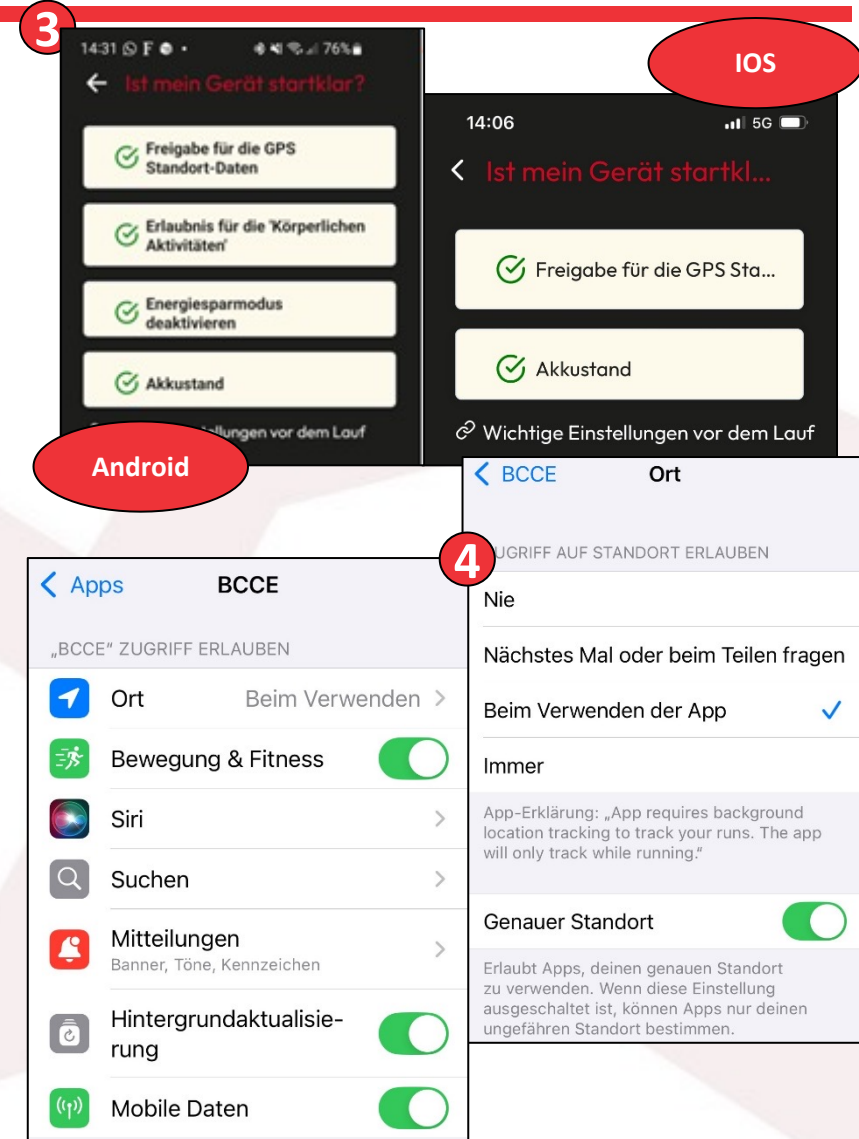 3
14:31 F • 76%
Ist mein Gerät startklar?
Freigabe für die GPS
Standort-Daten
Erlaubnis für die 'Körperlichen
Aktivitäten'
Energiesparmodus
deaktivieren
Akkustand
ungen vor dem Lauf
Android
IOS
14:06 5G
Ist mein Gerät startkl...
Freigabe für die GPS Sta...
Akkustand
Wichtige Einstellungen vor dem Lauf
4
Apps BCCE
„BCCE" ZUGRIFF ERLAUBEN
Ort Beim Verwenden
Bewegung & Fitness
Siri
Suchen
Mitteilungen
Banner, Töne, Kennzeichen
Hintergrundaktualisie-
rung
Mobile Daten
BCCE Ort
UGRIFF AUF STANDORT ERLAUBEN
Nie
Nächstes Mal oder beim Teilen fragen
Beim Verwenden der App
Immer
App-Erklärung: „App requires background
location tracking to track your runs. The app
will only track while running."
Genauer Standort
Erlaubt Apps, deinen genauen Standort
zu verwenden. Wenn diese Einstellung
ausgeschaltet ist, können Apps nur deinen
ungefähren Standort bestimmen.